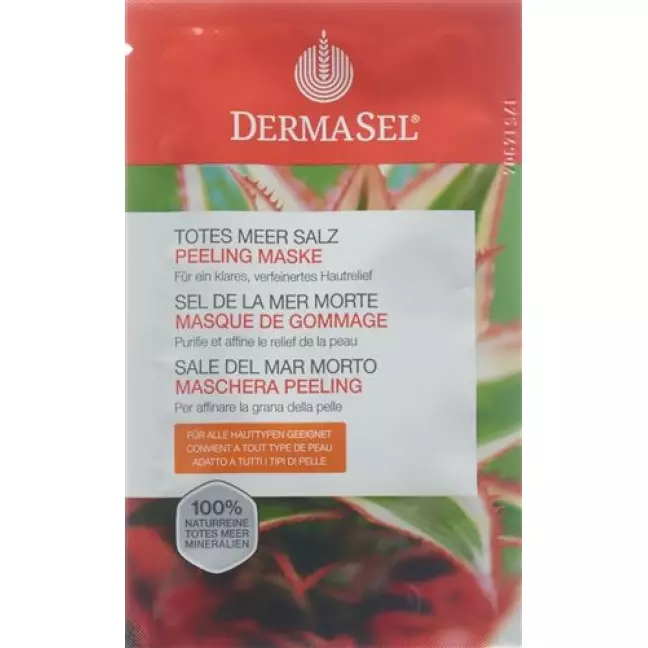 DERMASEL®
TOTES MEER SALZ
PEELING MASKE
Für ein klares, verfeinertes Hautrelief
SEL DE LA MER MORTE
MASQUE DE GOMMAGE
Purifie et affine le relief de la peau
SALE DEL MAR MORTO
MASCHERA PEELING
Per affinare la grana della pelle
FÜR ALLE HAUTTYPEN GEEIGNET
CONVIENT A TOUT TYPE DE PEAU
ADATTO A TUTTI I TIPI DI PELLE
100%
NATURREINE
TOTES MEER
MINERALIEN